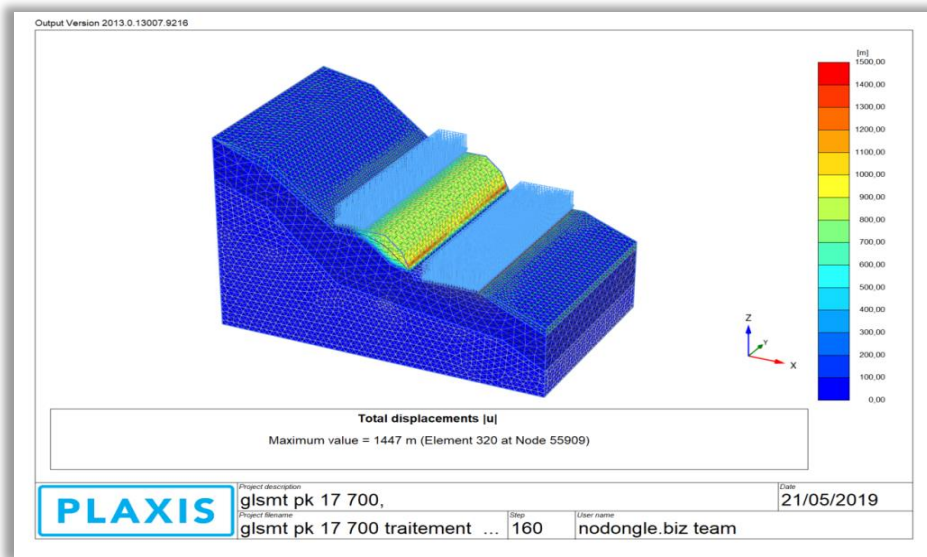 Output Version 2013.0.13007.9216
[m]
1500,00
1400,00
1300,00
1200,00
1100,00
1000,00
900,00
800,00
700,00
600,00
500,00
400,00
300,00
200,00
100,00
0,00
Z
Y
X
Total displacements |u|
Maximum value = 1447 m (Element 320 at Node 55909)
PLAXIS
Project description
glsmt pk 17 700,
Date
21/05/2019
Project filename
glsmt pk 17 700 traitement ...
Step
160
User name
nodongle.biz team